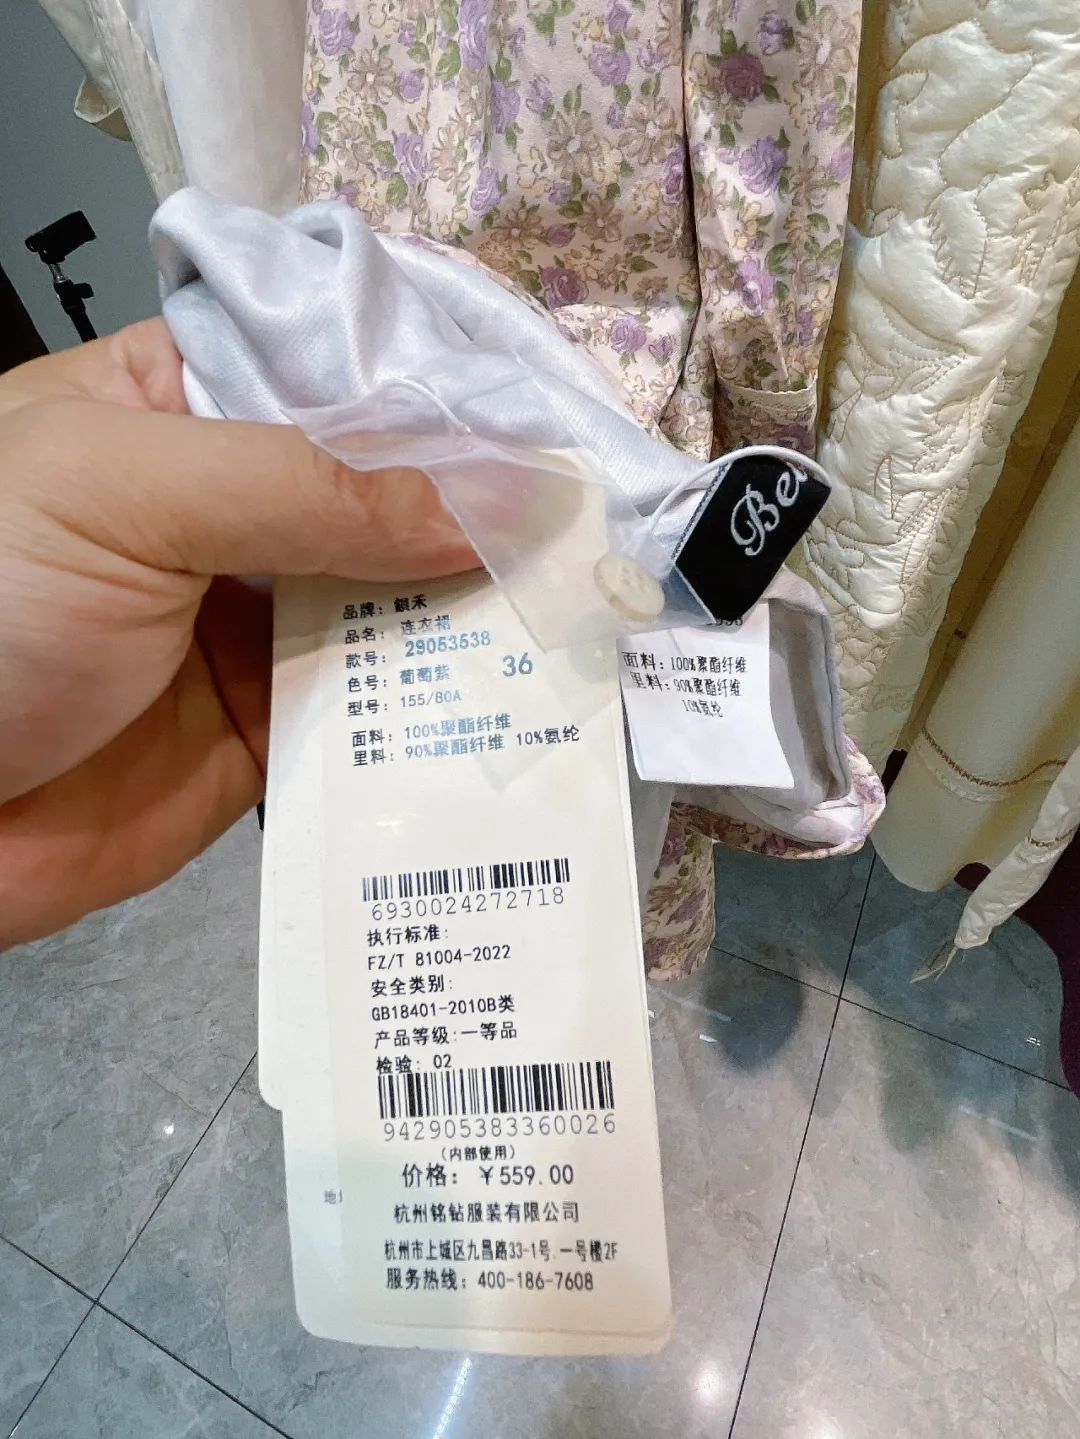 Be
品牌: 鎭禾
品名: 连衣裙
款号: 29053538
色号: 葡萄紫 36
型号: 155/80A
面料: 100%聚酯纤维
里料: 90%聚酯纤维 10%氨纶
面料: 100%聚酯纤维
里料: 90%聚酯纤维
10%氨纶
6930024272718
执行标准:
FZ/T 81004-2022
安全类别:
GB18401-2010B类
产品等级:一等品
检验: 02
942905383360026
(内部使用)
价格: ¥559.00
杭州铭钻服装有限公司
杭州市上城区九昌路33-1号.一号楼2F
服务热线: 400-186-7608